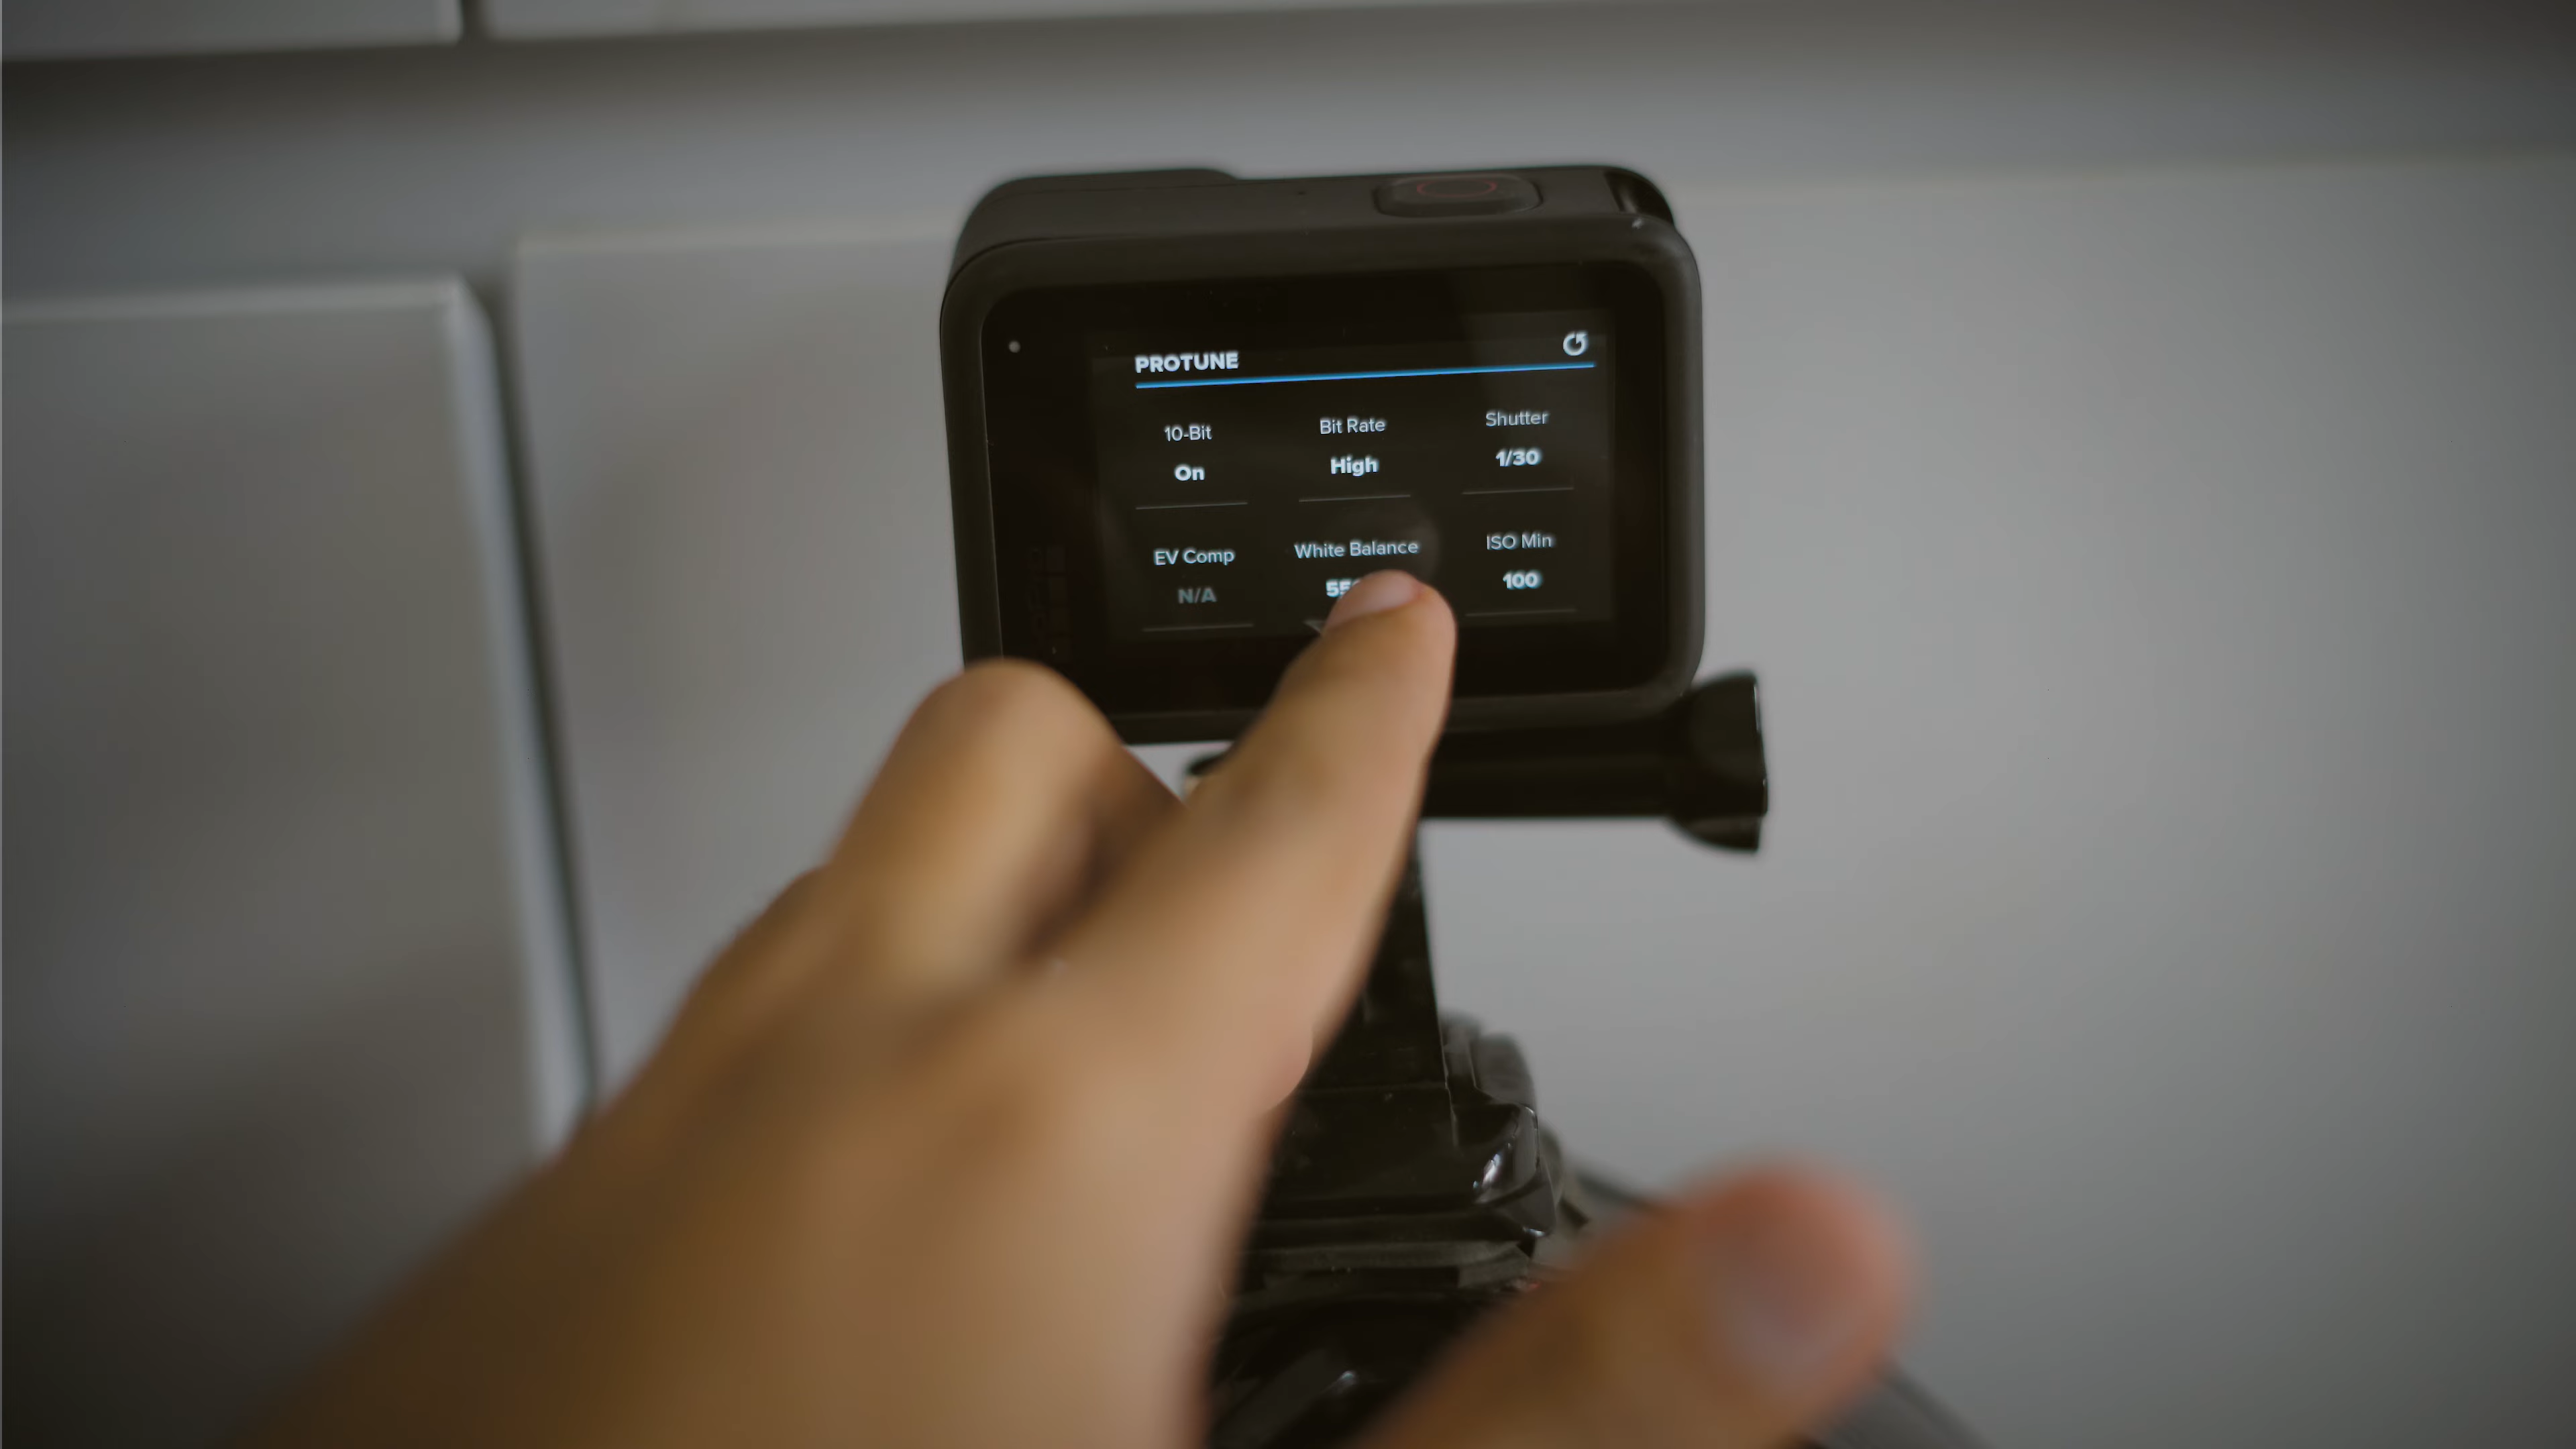 PROTUNE
10-Bit Bit Rate Shutter
On High 1/30
EV Comp White Balance ISO Min
N/A 100